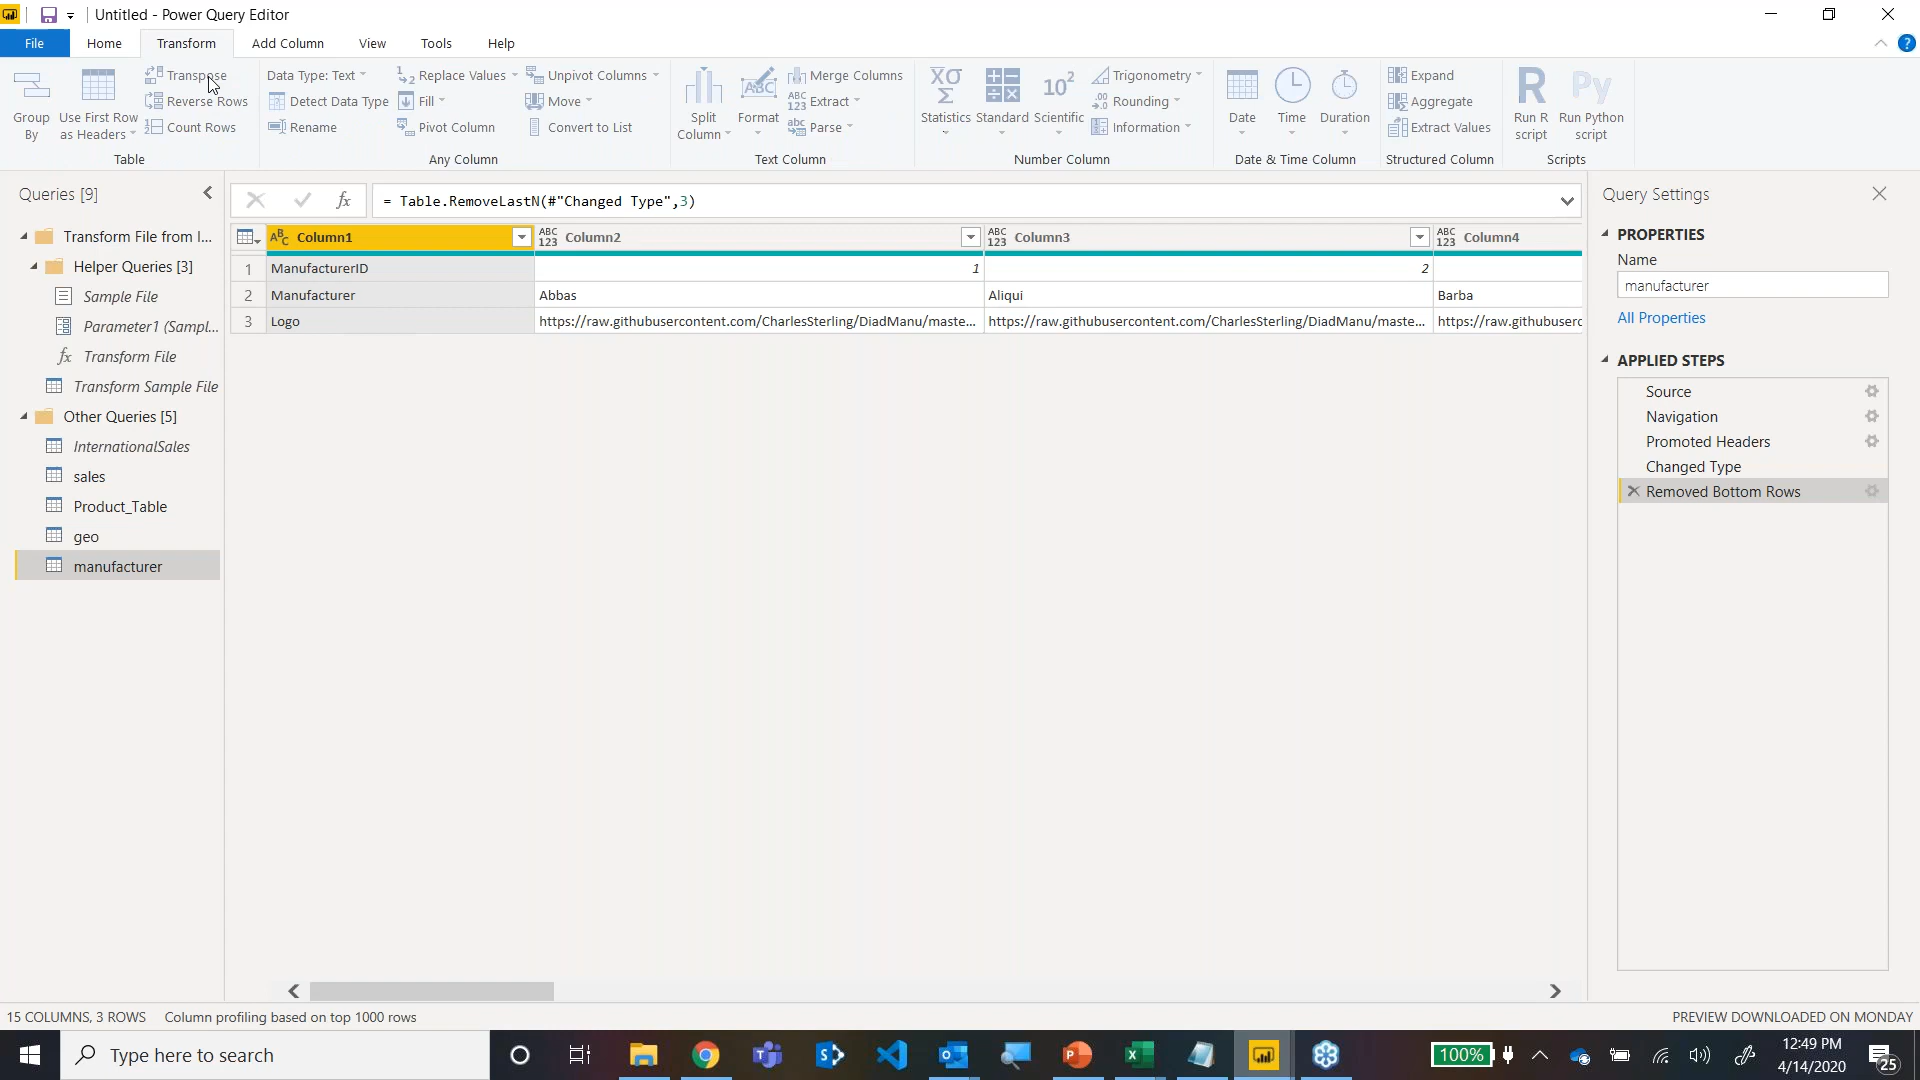 Untitled - Power Query Editor
File Home Transform Add Column View Tools Help
?
Group By
Use First Row as Headers
Transpose
Reverse Rows
Count Rows
Table
Data Type: Text
Detect Data Type
Rename
Replace Values
Fill
Pivot Column
Unpivot Columns
Move
Convert to List
Any Column
Split Column
Format
Merge Columns
Extract
Parse
Text Column
Statistics
Standard
Scientific
Trigonometry
Rounding
Information
Number Column
Date
Time
Duration
Date & Time Column
Expand
Aggregate
Extract Values
Structured Column
Run R script
Run Python script
Scripts
Queries [9]
Transform File from I...
Helper Queries [3]
Sample File
Parameter1 (Sampl...
Transform File
Transform Sample File
Other Queries [5]
InternationalSales
sales
Product_Table
geo
manufacturer
= Table.RemoveLastN(#"Changed Type",3)
Column1 Column2 Column3 Column4
1 ManufacturerID 1 2
2 Manufacturer Abbas Aliqui Barba
3 Logo https://raw.githubusercontent.com/CharlesSterling/DiadManu/maste... https://raw.githubusercontent.com/CharlesSterling/DiadManu/maste... https://raw.githubuserc
Query Settings
PROPERTIES
Name
manufacturer
All Properties
APPLIED STEPS
Source
Navigation
Promoted Headers
Changed Type
Removed Bottom Rows
15 COLUMNS, 3 ROWS Column profiling based on top 1000 rows
PREVIEW DOWNLOADED ON MONDAY
Type here to search
100%
12:49 PM
4/14/2020
25